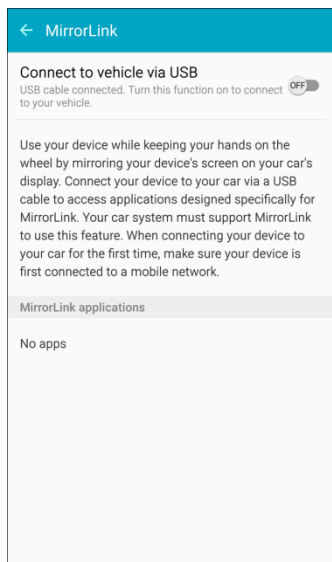 MirrorLink
Connect to vehicle via USB
USB cable connected. Turn this function on to connect
to your vehicle.
OFF
Use your device while keeping your hands on the
wheel by mirroring your device's screen on your car's
display. Connect your device to your car via a USB
cable to access applications designed specifically for
MirrorLink. Your car system must support MirrorLink
to use this feature. When connecting your device to
your car for the first time, make sure your device is
first connected to a mobile network.
MirrorLink applications
No apps